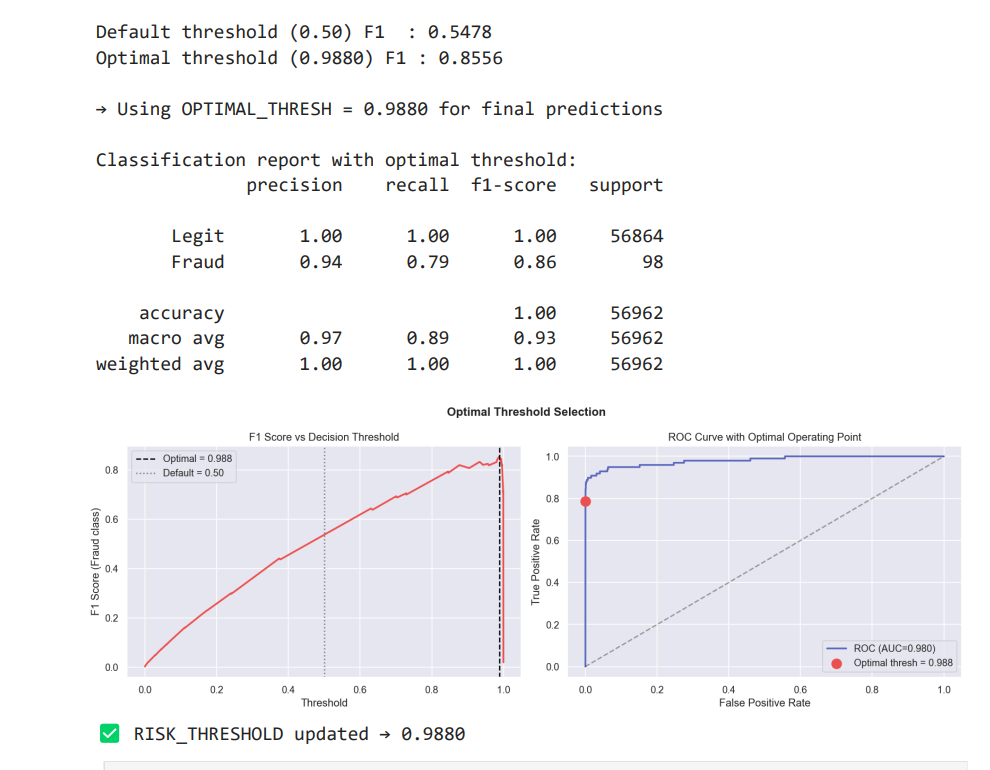 Default threshold (0.50) F1  : 0.5478
Optimal threshold (0.9880) F1 : 0.8556
→ Using OPTIMAL_THRESH = 0.9880 for final predictions
Classification report with optimal threshold:
precision recall f1-score support
Legit 1.00 1.00 1.00 56864
Fraud 0.94 0.79 0.86 98
accuracy 1.00 56962
macro avg 0.97 0.89 0.93 56962
weighted avg 1.00 1.00 1.00 56962
Optimal Threshold Selection
F1 Score vs Decision Threshold
Optimal = 0.988
Default = 0.50
F1 Score (Fraud class)
0.8
0.6
0.4
0.2
0.0
0.0 0.2 0.4 0.6 0.8 1.0
Threshold
ROC Curve with Optimal Operating Point
True Positive Rate
1.0
0.8
0.6
0.4
0.2
0.0
ROC (AUC=0.980)
Optimal thresh = 0.988
0.0 0.2 0.4 0.6 0.8 1.0
False Positive Rate
✅ RISK_THRESHOLD updated → 0.9880